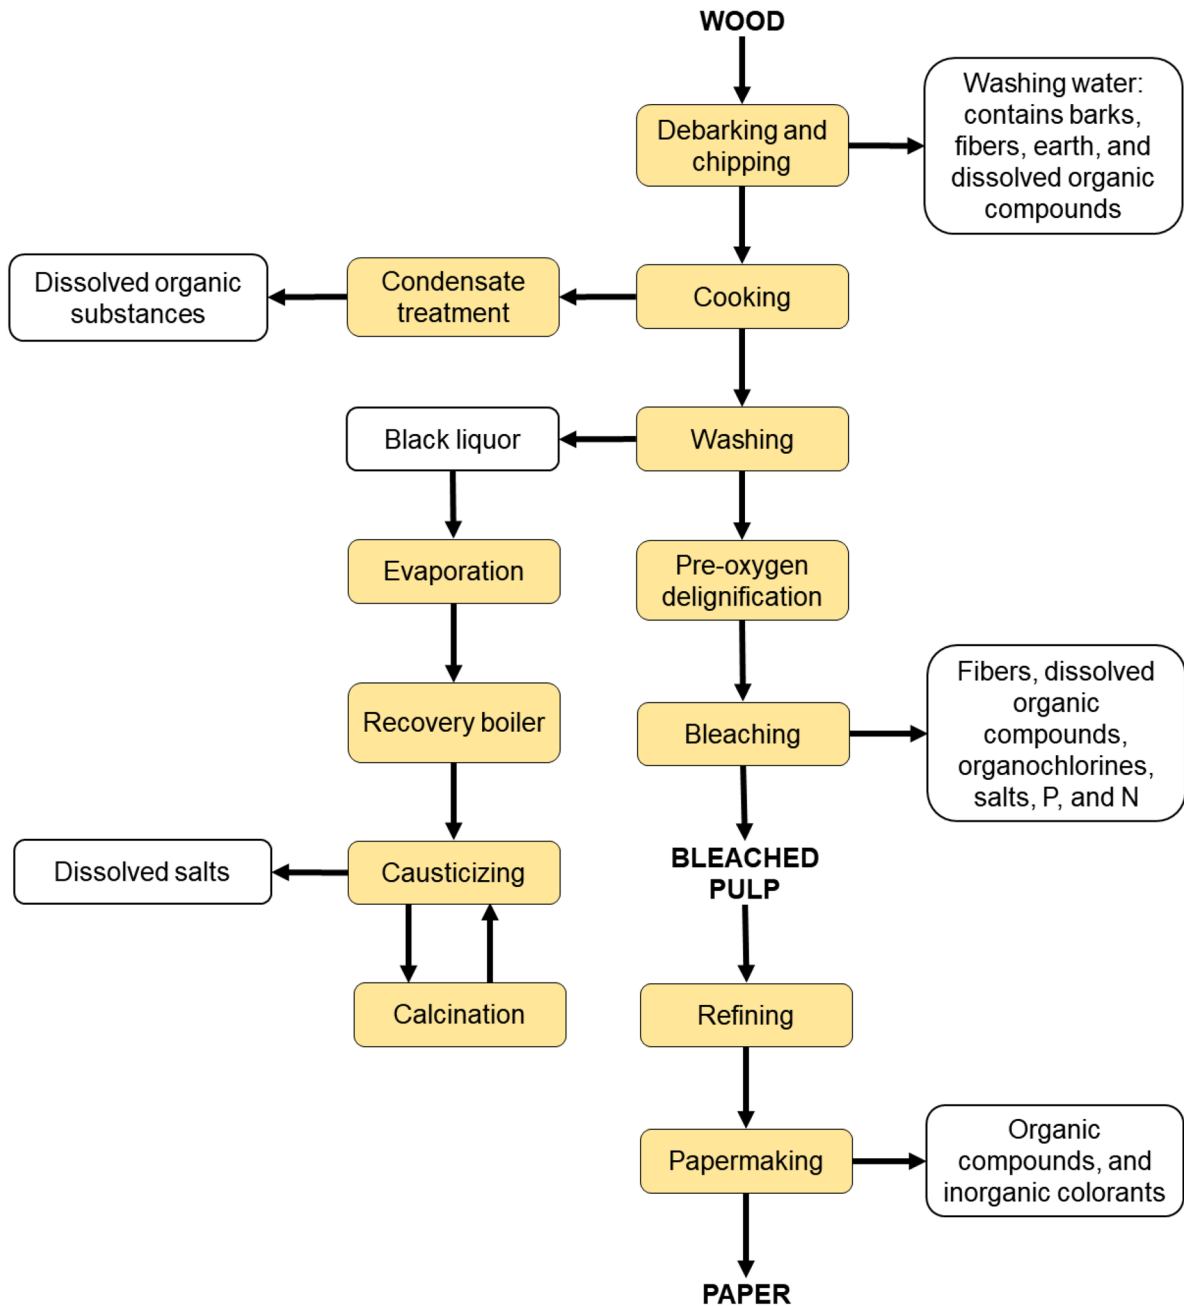 WOOD
Debarking and
chipping
Washing water:
contains barks,
fibers, earth, and
dissolved organic
compounds
Dissolved organic
substances
Condensate
treatment
Cooking
Black liquor
Washing
Evaporation
Pre-oxygen
delignification
Recovery boiler
Bleaching
Fibers, dissolved
organic
compounds,
organochlorines,
salts, P, and N
Dissolved salts
Causticizing
BLEACHED
PULP
Calcination
Refining
Papermaking
Organic
compounds, and
inorganic colorants
PAPER